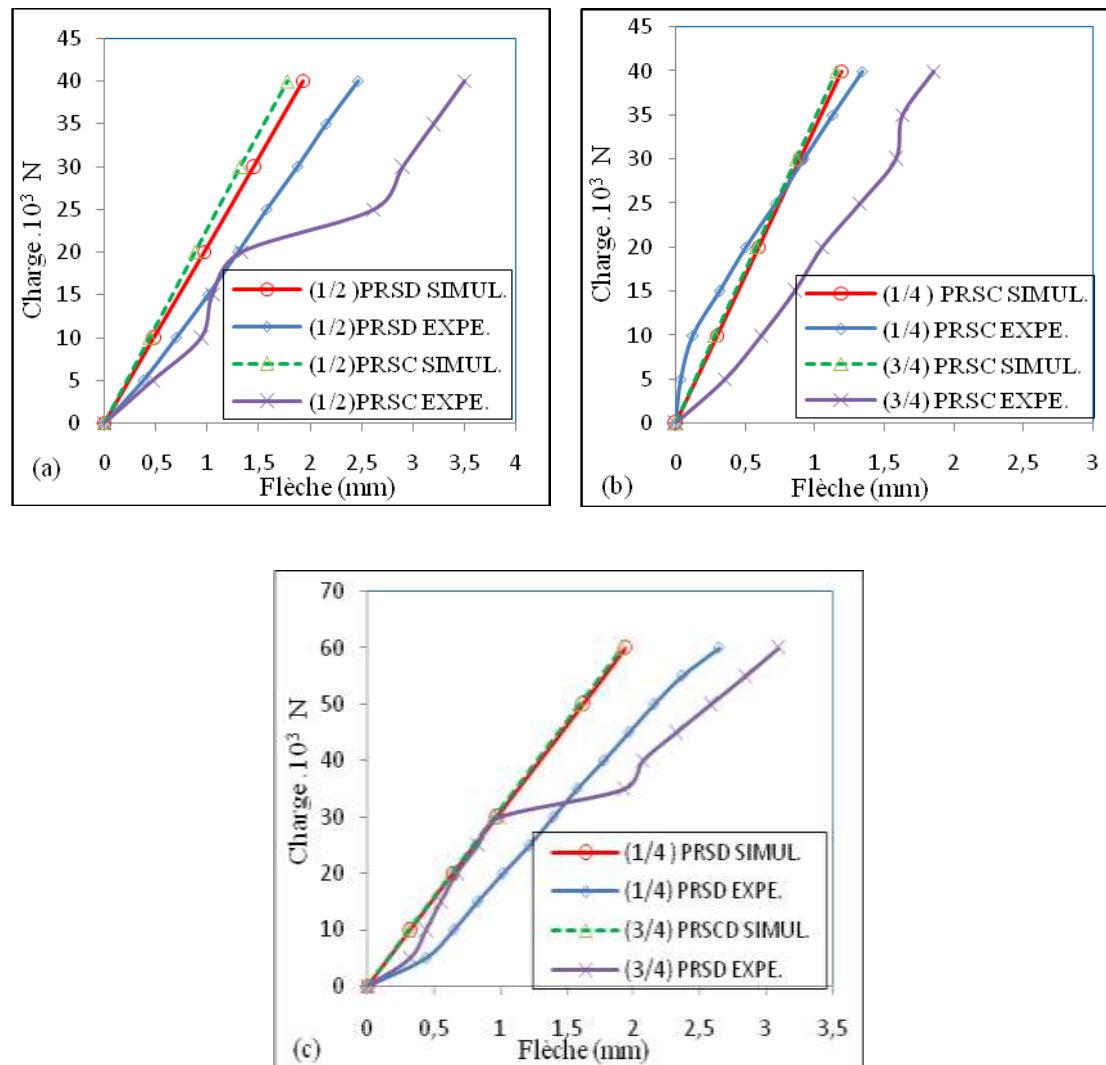 45
40
35
30
25
20
15
10
5
0
Charge .10³ N
0 0,5 1 1,5 2 2,5 3 3,5 4
Flèche (mm)
(a)
(1/2)PRSD SIMUL.
(1/2)PRSD EXPE.
(1/2)PRSC SIMUL.
(1/2)PRSC EXPE.
45
40
35
30
25
20
15
10
5
0
Charge .10³ N
0 0,5 1 1,5 2 2,5 3
Flèche (mm)
(b)
(1/4 ) PRSC SIMUL.
(1/4) PRSC EXPE.
(3/4) PRSC SIMUL.
(3/4) PRSC EXPE.
70
60
50
40
30
20
10
0
Charge .10³ N
0 0,5 1 1,5 2 2,5 3 3,5
Flèche (mm)
(c)
(1/4 ) PRSD SIMUL.
(1/4) PRSD EXPE.
(3/4) PRSCD SIMUL.
(3/4) PRSD EXPE.